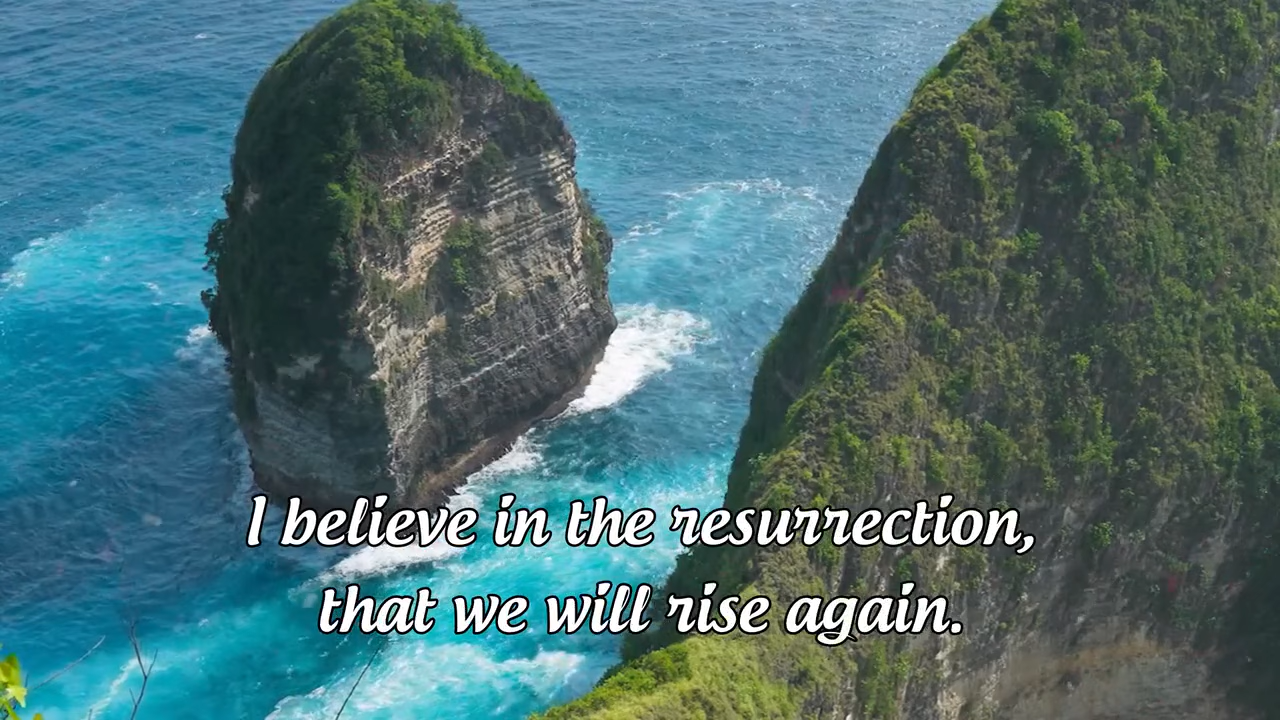 I believe in the resurrection,
that we will rise again.